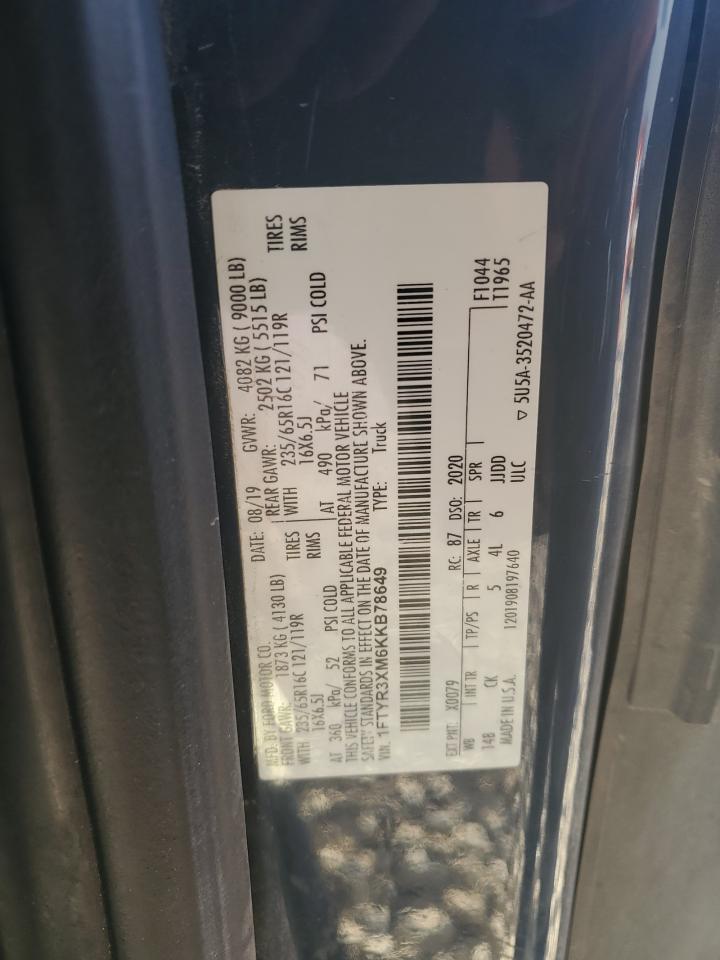 MFD. BY FORD MOTOR CO.
DATE: 08/19 GVWR: 4082 KG ( 9000 LB)
FRONT GAWR: 1873 KG ( 4130 LB) REAR GAWR: 2502 KG ( 5515 LB)
WITH 235/65R16C 121/119R TIRES WITH 235/65R16C 121/119R TIRES
16X6.5J RIMS 16X6.5J RIMS
AT 360 kPa/ 52 PSI COLD AT 490 kPa/ 71 PSI COLD
THIS VEHICLE CONFORMS TO ALL APPLICABLE FEDERAL MOTOR VEHICLE
SAFETY STANDARDS IN EFFECT ON THE DATE OF MANUFACTURE SHOWN ABOVE.
VIN: 1FTYR3XM6KKB78649 TYPE: Truck
EXT PNT: X0079 RC: 87 DSO: 2020
WB INT TR TP/PS R AXLE TR SPR F1044
148 CK 5 4L 6 JJDD T1965
MADE IN U.S.A. 1201908197640 ULC
▽ 5U5A-3520472-AA